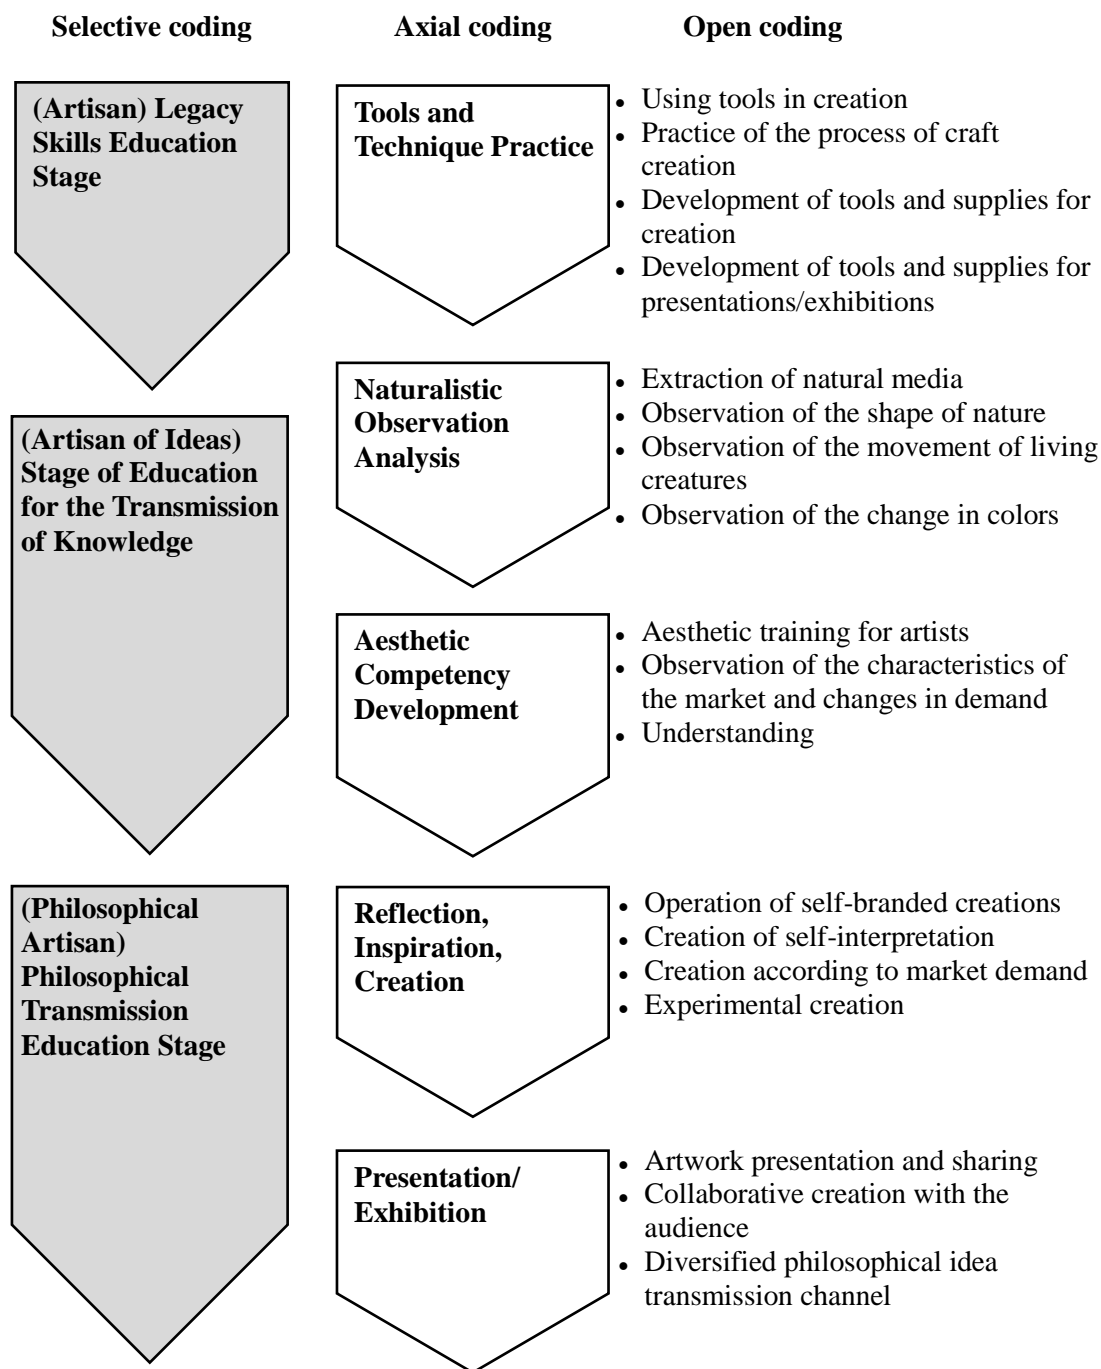 Selective coding
Axial coding
Open coding
(Artisan) Legacy
Skills Education
Stage
Tools and
Technique Practice
• Using tools in creation
• Practice of the process of craft
creation
• Development of tools and supplies for
creation
• Development of tools and supplies for
presentations/exhibitions
(Artisan of Ideas)
Stage of Education
for the Transmission
of Knowledge
Naturalistic
Observation
Analysis
• Extraction of natural media
• Observation of the shape of nature
• Observation of the movement of living
creatures
• Observation of the change in colors
Aesthetic
Competency
Development
• Aesthetic training for artists
• Observation of the characteristics of
the market and changes in demand
• Understanding
(Philosophical
Artisan)
Philosophical
Transmission
Education Stage
Reflection,
Inspiration,
Creation
• Operation of self-branded creations
• Creation of self-interpretation
• Creation according to market demand
• Experimental creation
Presentation/
Exhibition
• Artwork presentation and sharing
• Collaborative creation with the
audience
• Diversified philosophical idea
transmission channel